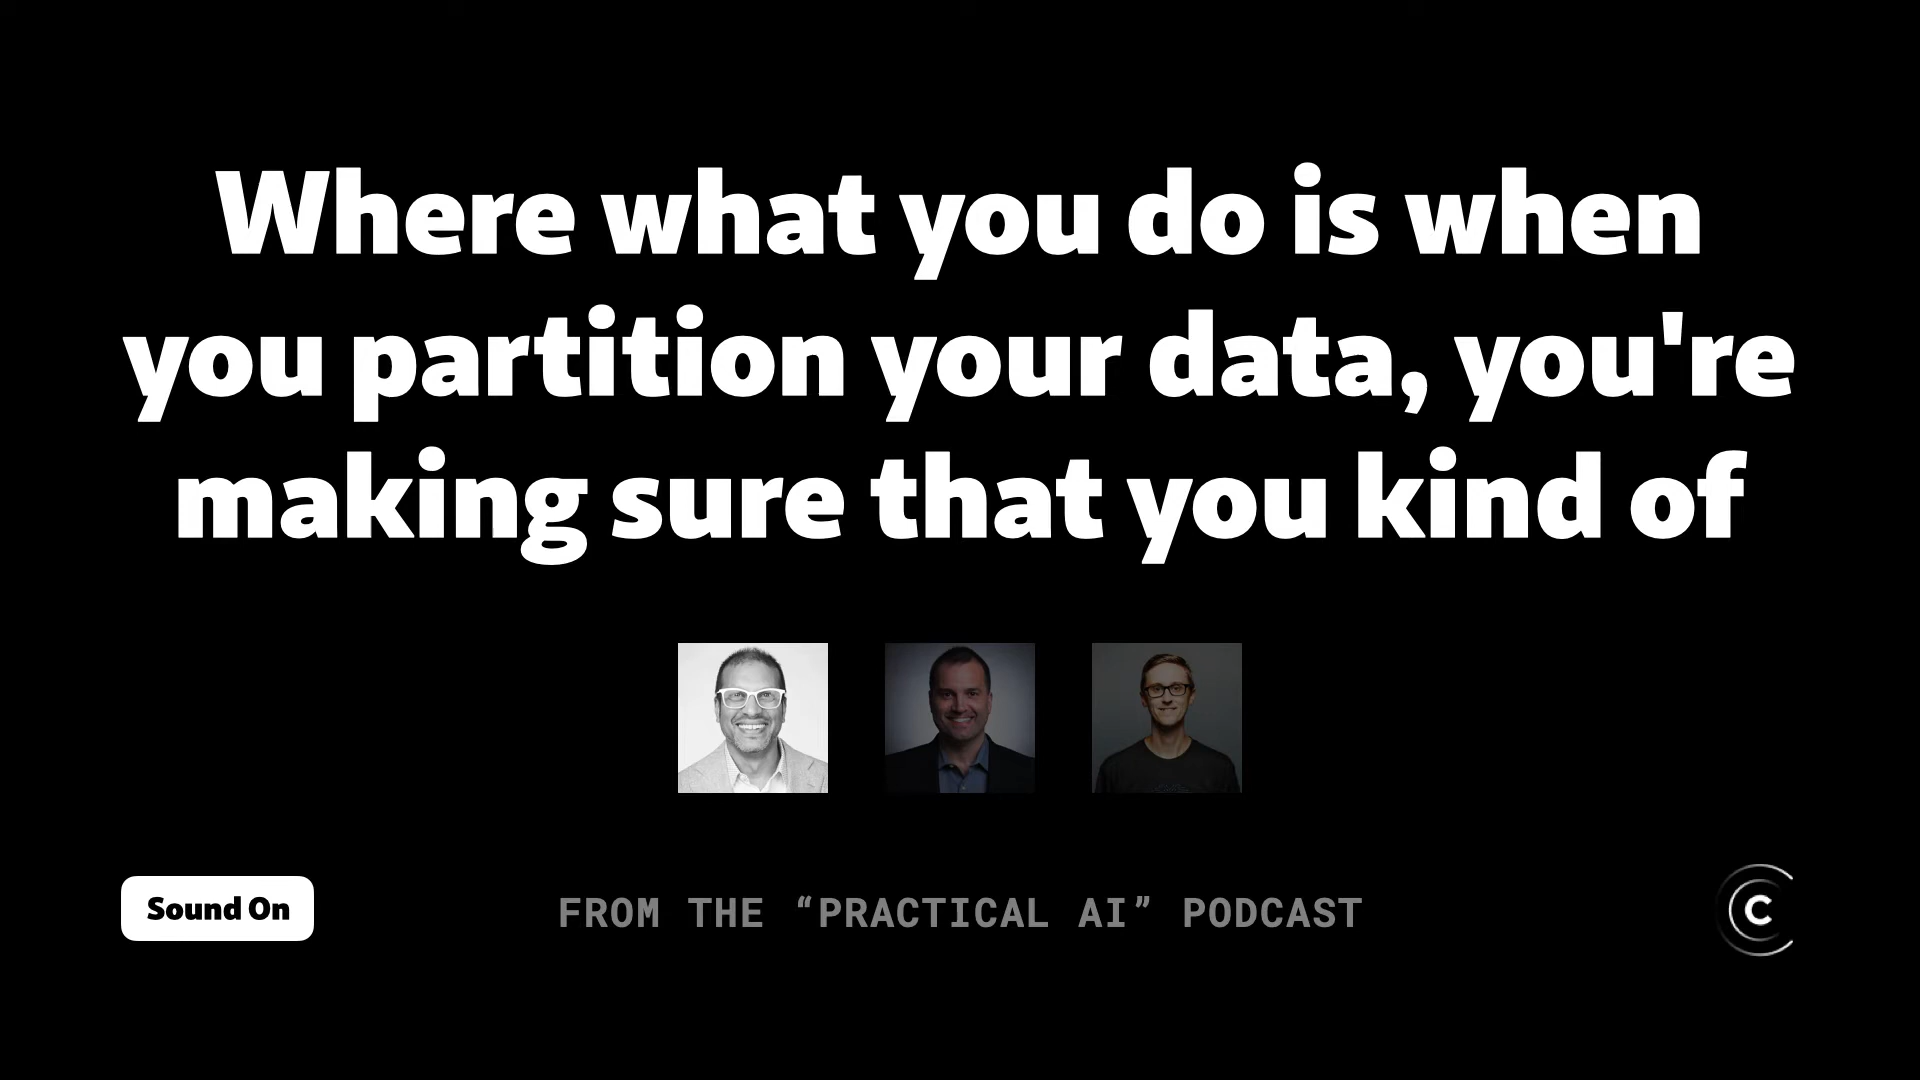 Where what you do is when
you partition your data, you're
making sure that you kind of
Sound On
FROM THE “PRACTICAL AI” PODCAST
C